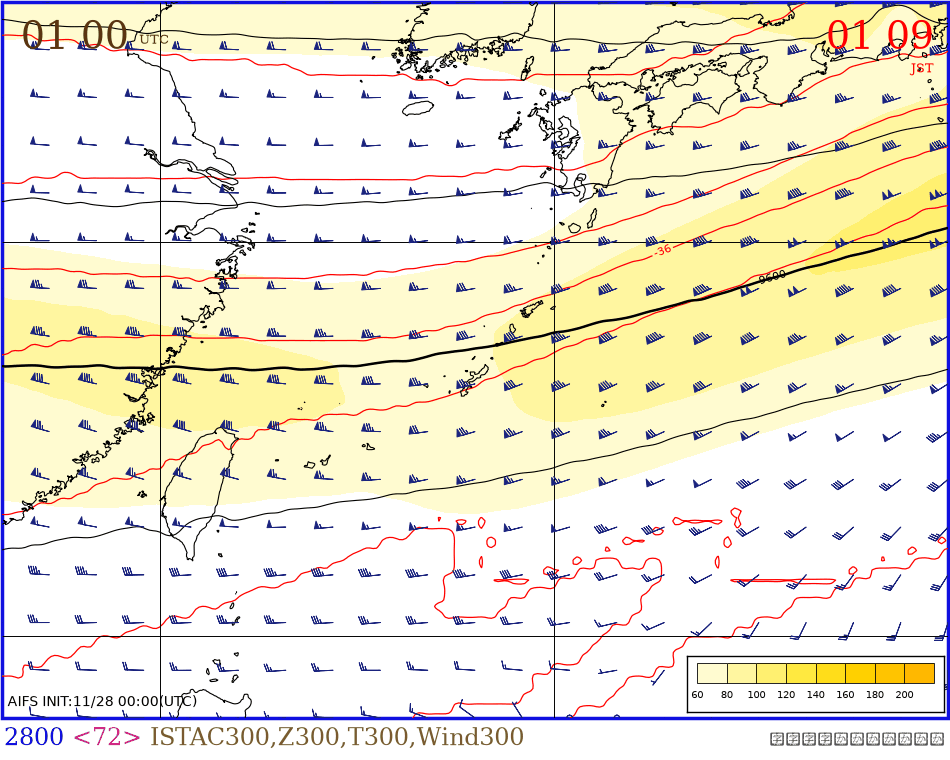 01 00 UTC
01 09
JST
-36
9600
60 80 100 120 140 160 180 200
AIFS INIT:11/28 00:00(UTC)
2800 <72> ISTAC300,Z300,T300,Wind300